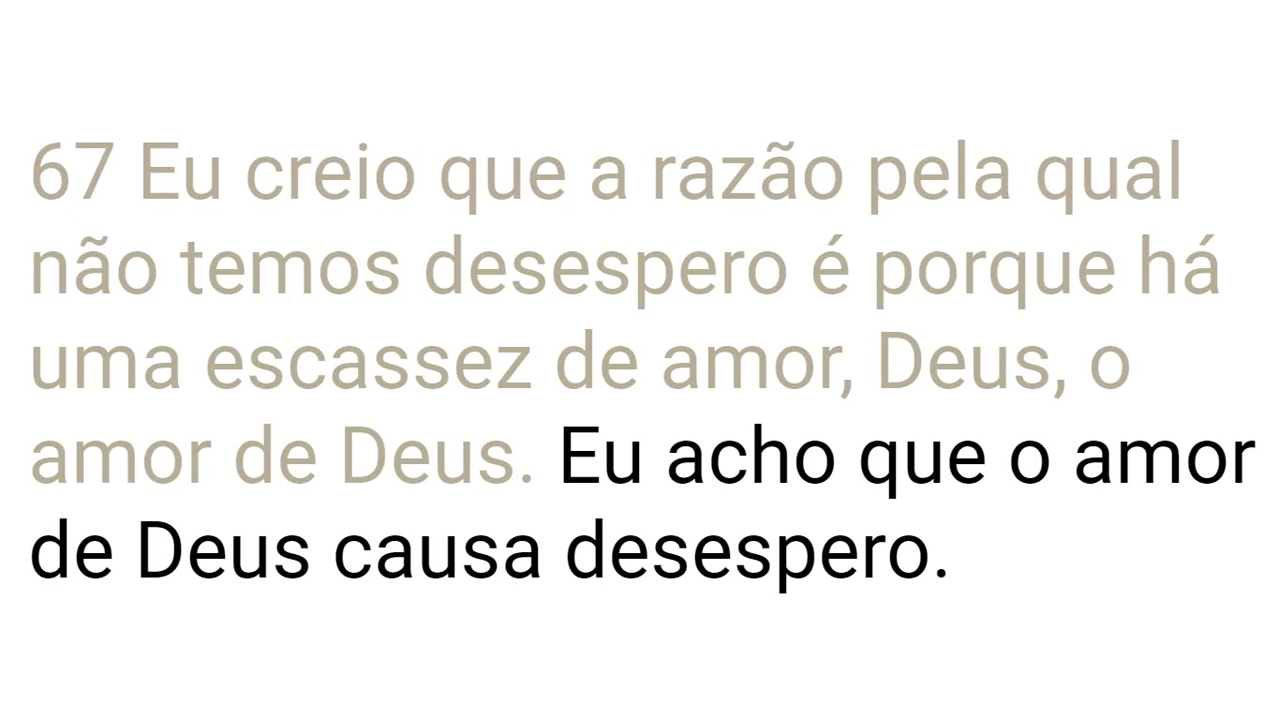 67 Eu creio que a razão pela qual
não temos desespero é porque há
uma escassez de amor, Deus, o
amor de Deus. Eu acho que o amor
de Deus causa desespero.